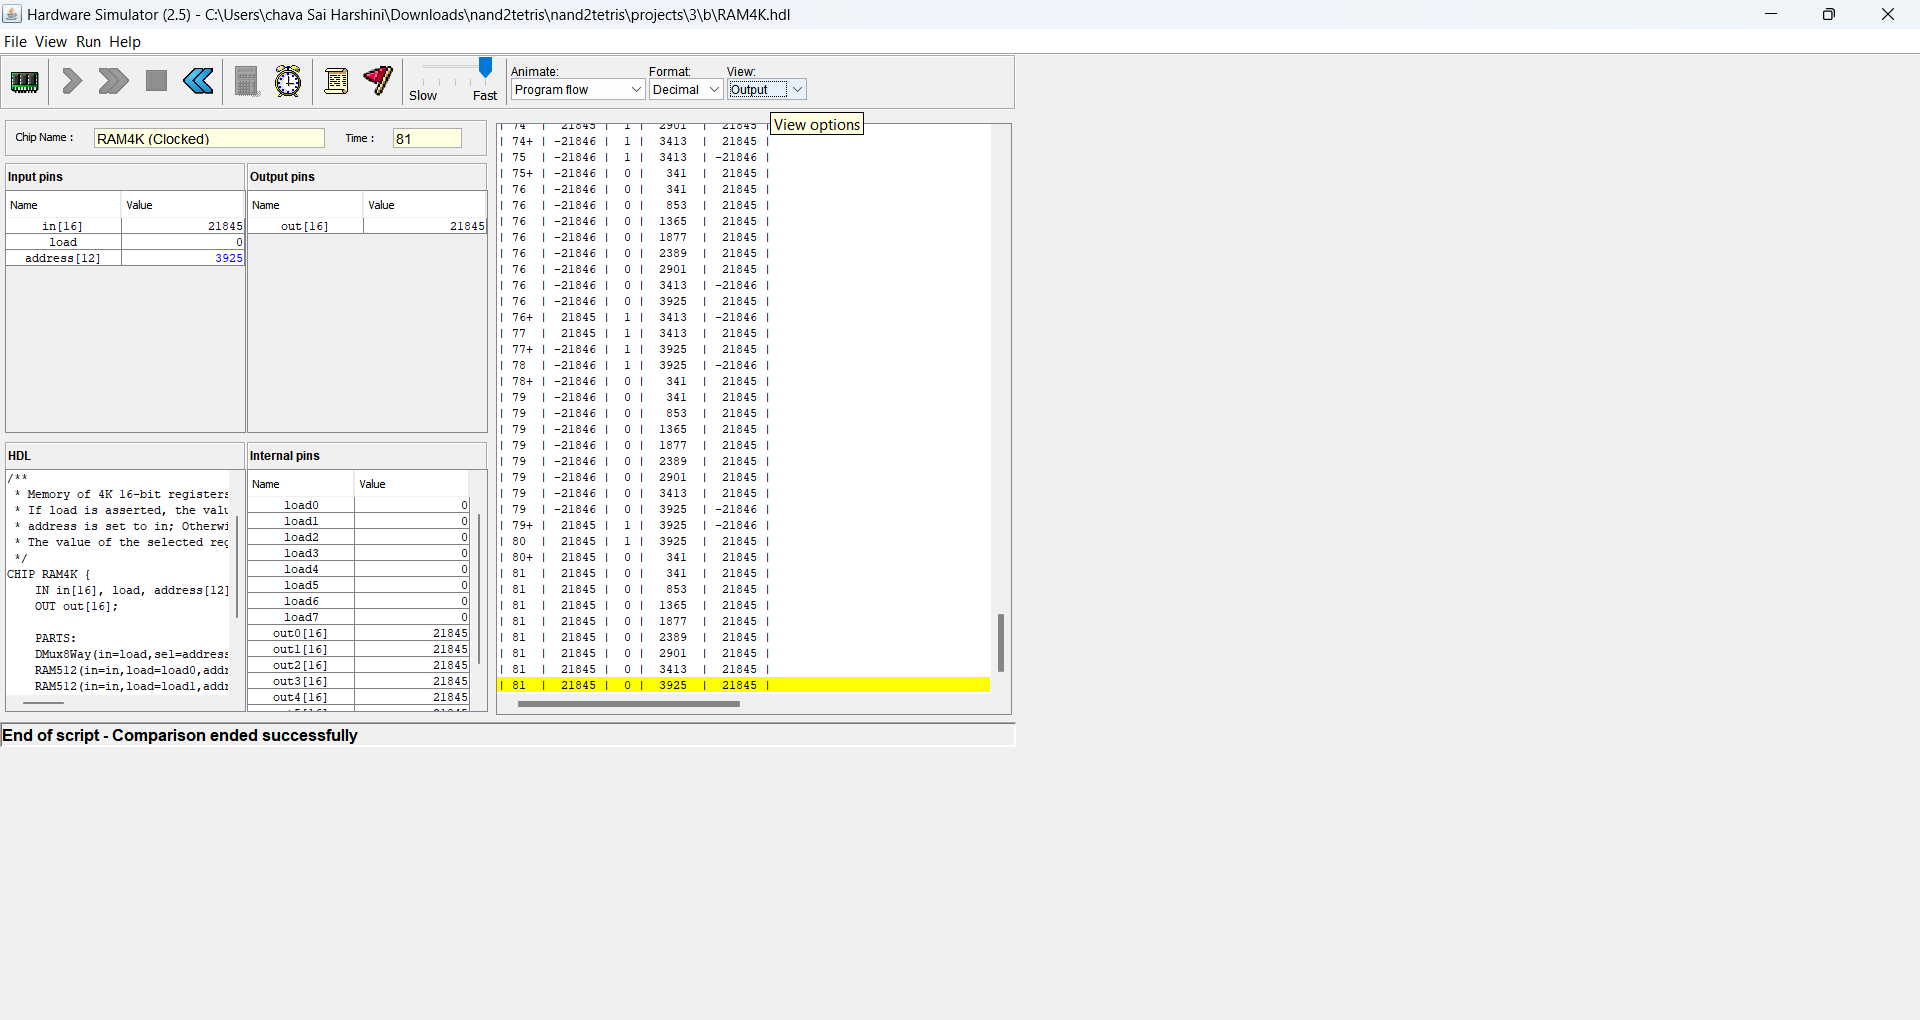 Hardware Simulator (2.5) - C:\Users\chava Sai Harshini\Downloads\nand2tetris\nand2tetris\projects\3\b\RAM4K.hdl
File View Run Help
Slow Fast
Animate: Format: View:
Program flow Decimal Output
View options
Chip Name : RAM4K (Clocked) Time : 81
Input pins
Name Value
in[16] 21845
load 0
address[12] 3925
Output pins
Name Value
out[16] 21845
HDL
/**
* Memory of 4K 16-bit registers
* If load is asserted, the valu
* address is set to in; Otherwi
* The value of the selected reg
*/
CHIP RAM4K {
IN in[16], load, address[12]
OUT out[16];
PARTS:
DMux8Way(in=load,sel=address
RAM512(in=in,load=load0,addr
RAM512(in=in,load=load1,addr
Internal pins
Name Value
load0 0
load1 0
load2 0
load3 0
load4 0
load5 0
load6 0
load7 0
out0[16] 21845
out1[16] 21845
out2[16] 21845
out3[16] 21845
out4[16] 21845
| 74 | 21845 | 1 | 2901 | 21845 |
| 74+ | -21846 | 1 | 3413 | 21845 |
| 75 | -21846 | 1 | 3413 | -21846 |
| 75+ | -21846 | 0 | 341 | 21845 |
| 76 | -21846 | 0 | 341 | 21845 |
| 76 | -21846 | 0 | 853 | 21845 |
| 76 | -21846 | 0 | 1365 | 21845 |
| 76 | -21846 | 0 | 1877 | 21845 |
| 76 | -21846 | 0 | 2389 | 21845 |
| 76 | -21846 | 0 | 2901 | 21845 |
| 76 | -21846 | 0 | 3413 | -21846 |
| 76 | -21846 | 0 | 3925 | 21845 |
| 76+ | 21845 | 1 | 3413 | -21846 |
| 77 | 21845 | 1 | 3413 | 21845 |
| 77+ | -21846 | 1 | 3925 | 21845 |
| 78 | -21846 | 1 | 3925 | -21846 |
| 78+ | -21846 | 0 | 341 | 21845 |
| 79 | -21846 | 0 | 341 | 21845 |
| 79 | -21846 | 0 | 853 | 21845 |
| 79 | -21846 | 0 | 1365 | 21845 |
| 79 | -21846 | 0 | 1877 | 21845 |
| 79 | -21846 | 0 | 2389 | 21845 |
| 79 | -21846 | 0 | 2901 | 21845 |
| 79 | -21846 | 0 | 3413 | 21845 |
| 79 | -21846 | 0 | 3925 | -21846 |
| 79+ | 21845 | 1 | 3925 | -21846 |
| 80 | 21845 | 1 | 3925 | 21845 |
| 80+ | 21845 | 0 | 341 | 21845 |
| 81 | 21845 | 0 | 341 | 21845 |
| 81 | 21845 | 0 | 853 | 21845 |
| 81 | 21845 | 0 | 1365 | 21845 |
| 81 | 21845 | 0 | 1877 | 21845 |
| 81 | 21845 | 0 | 2389 | 21845 |
| 81 | 21845 | 0 | 2901 | 21845 |
| 81 | 21845 | 0 | 3413 | 21845 |
| 81 | 21845 | 0 | 3925 | 21845 |
End of script - Comparison ended successfully